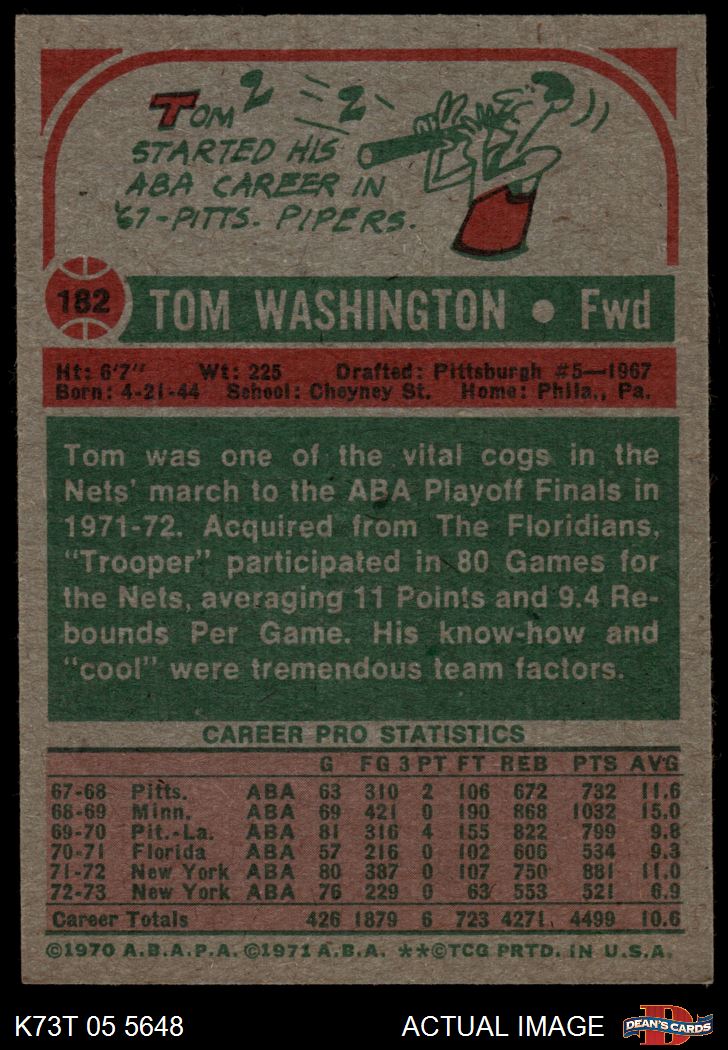 TOM 2 2
STARTED HIS
ABA CAREER IN
'67-PITTS. PIPERS.
182 TOM WASHINGTON • Fwd
Ht: 6'7" Wt: 225 Drafted: Pittsburgh #5—1967
Born: 4-21-44 School: Cheyney St. Home: Phila., Pa.
Tom was one of the vital cogs in the
Nets' march to the ABA Playoff Finals in
1971-72. Acquired from The Floridians,
"Trooper" participated in 80 Games for
the Nets, averaging 11 Points and 9.4 Re-
bounds Per Game. His know-how and
"cool" were tremendous team factors.
CAREER PRO STATISTICS
G FG 3PT FT REB PTS AVG
67-68 Pitts. ABA 63 310 2 106 672 732 11.6
68-69 Minn. ABA 69 421 0 190 868 1032 15.0
69-70 Pit.-La. ABA 81 316 4 155 822 799 9.8
70-71 Florida ABA 57 216 0 102 606 534 9.3
71-72 New York ABA 80 387 0 107 750 881 11.0
72-73 New York ABA 76 229 0 63 553 521 6.9
Career Totals 426 1879 6 723 4271 4499 10.6
©1970 A.B.A.P.A. ©1971 A.B.A. **©TCG PRTD. IN U.S.A.
K73T 05 5648 ACTUAL IMAGE D DEAN'S CARDS